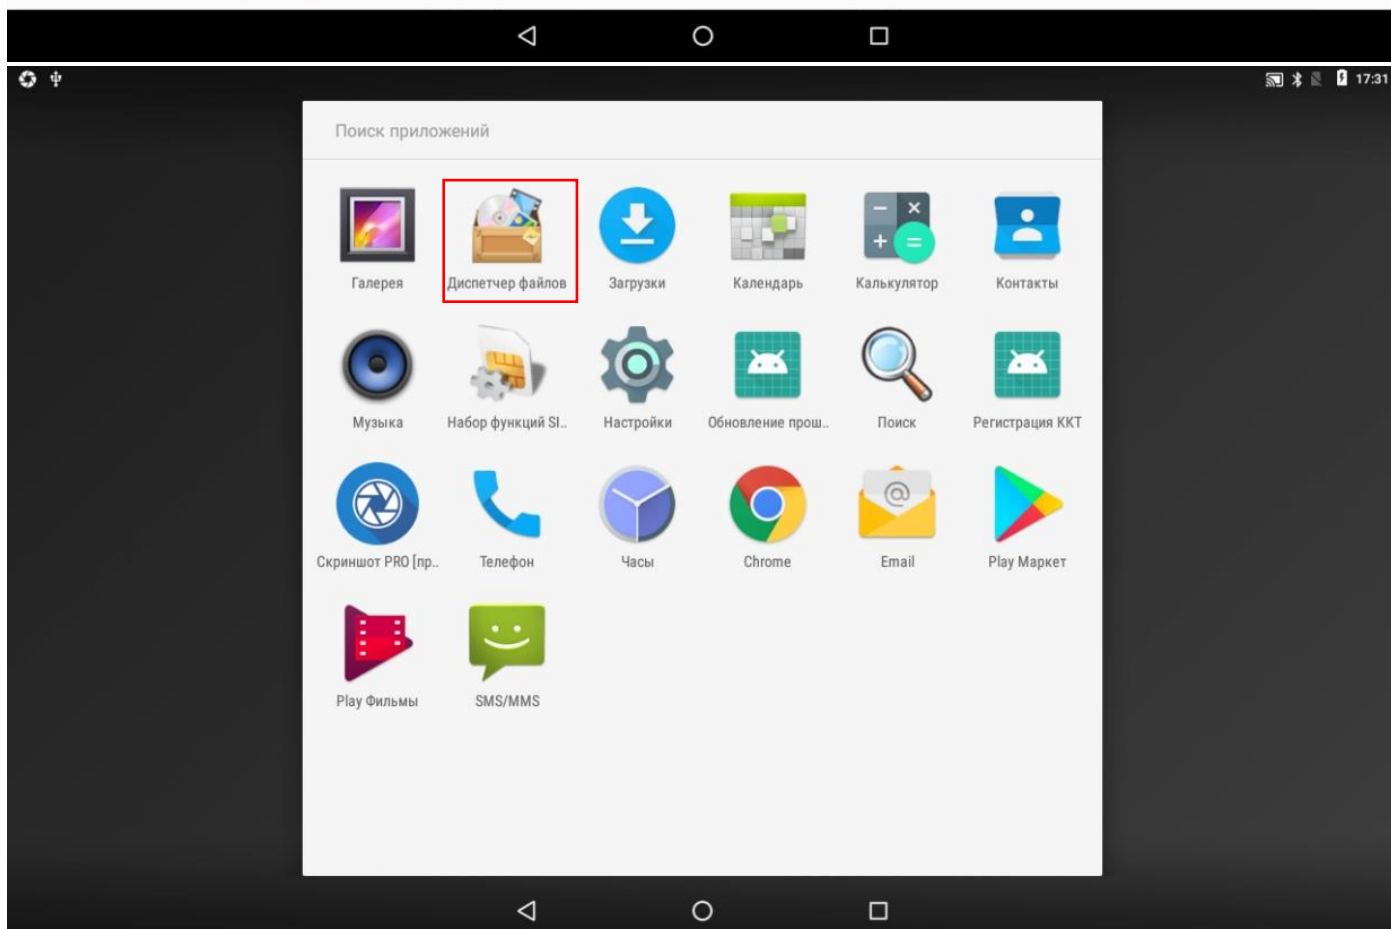 17:31
Поиск приложений
Галерея Диспетчер файлов Загрузки Календарь Калькулятор Контакты
Музыка Набор функций SI.. Настройки Обновление прош.. Поиск Регистрация ККТ
Скриншот PRO [пр.. Телефон Часы Chrome Email Play Маркет
Play Фильмы SMS/MMS